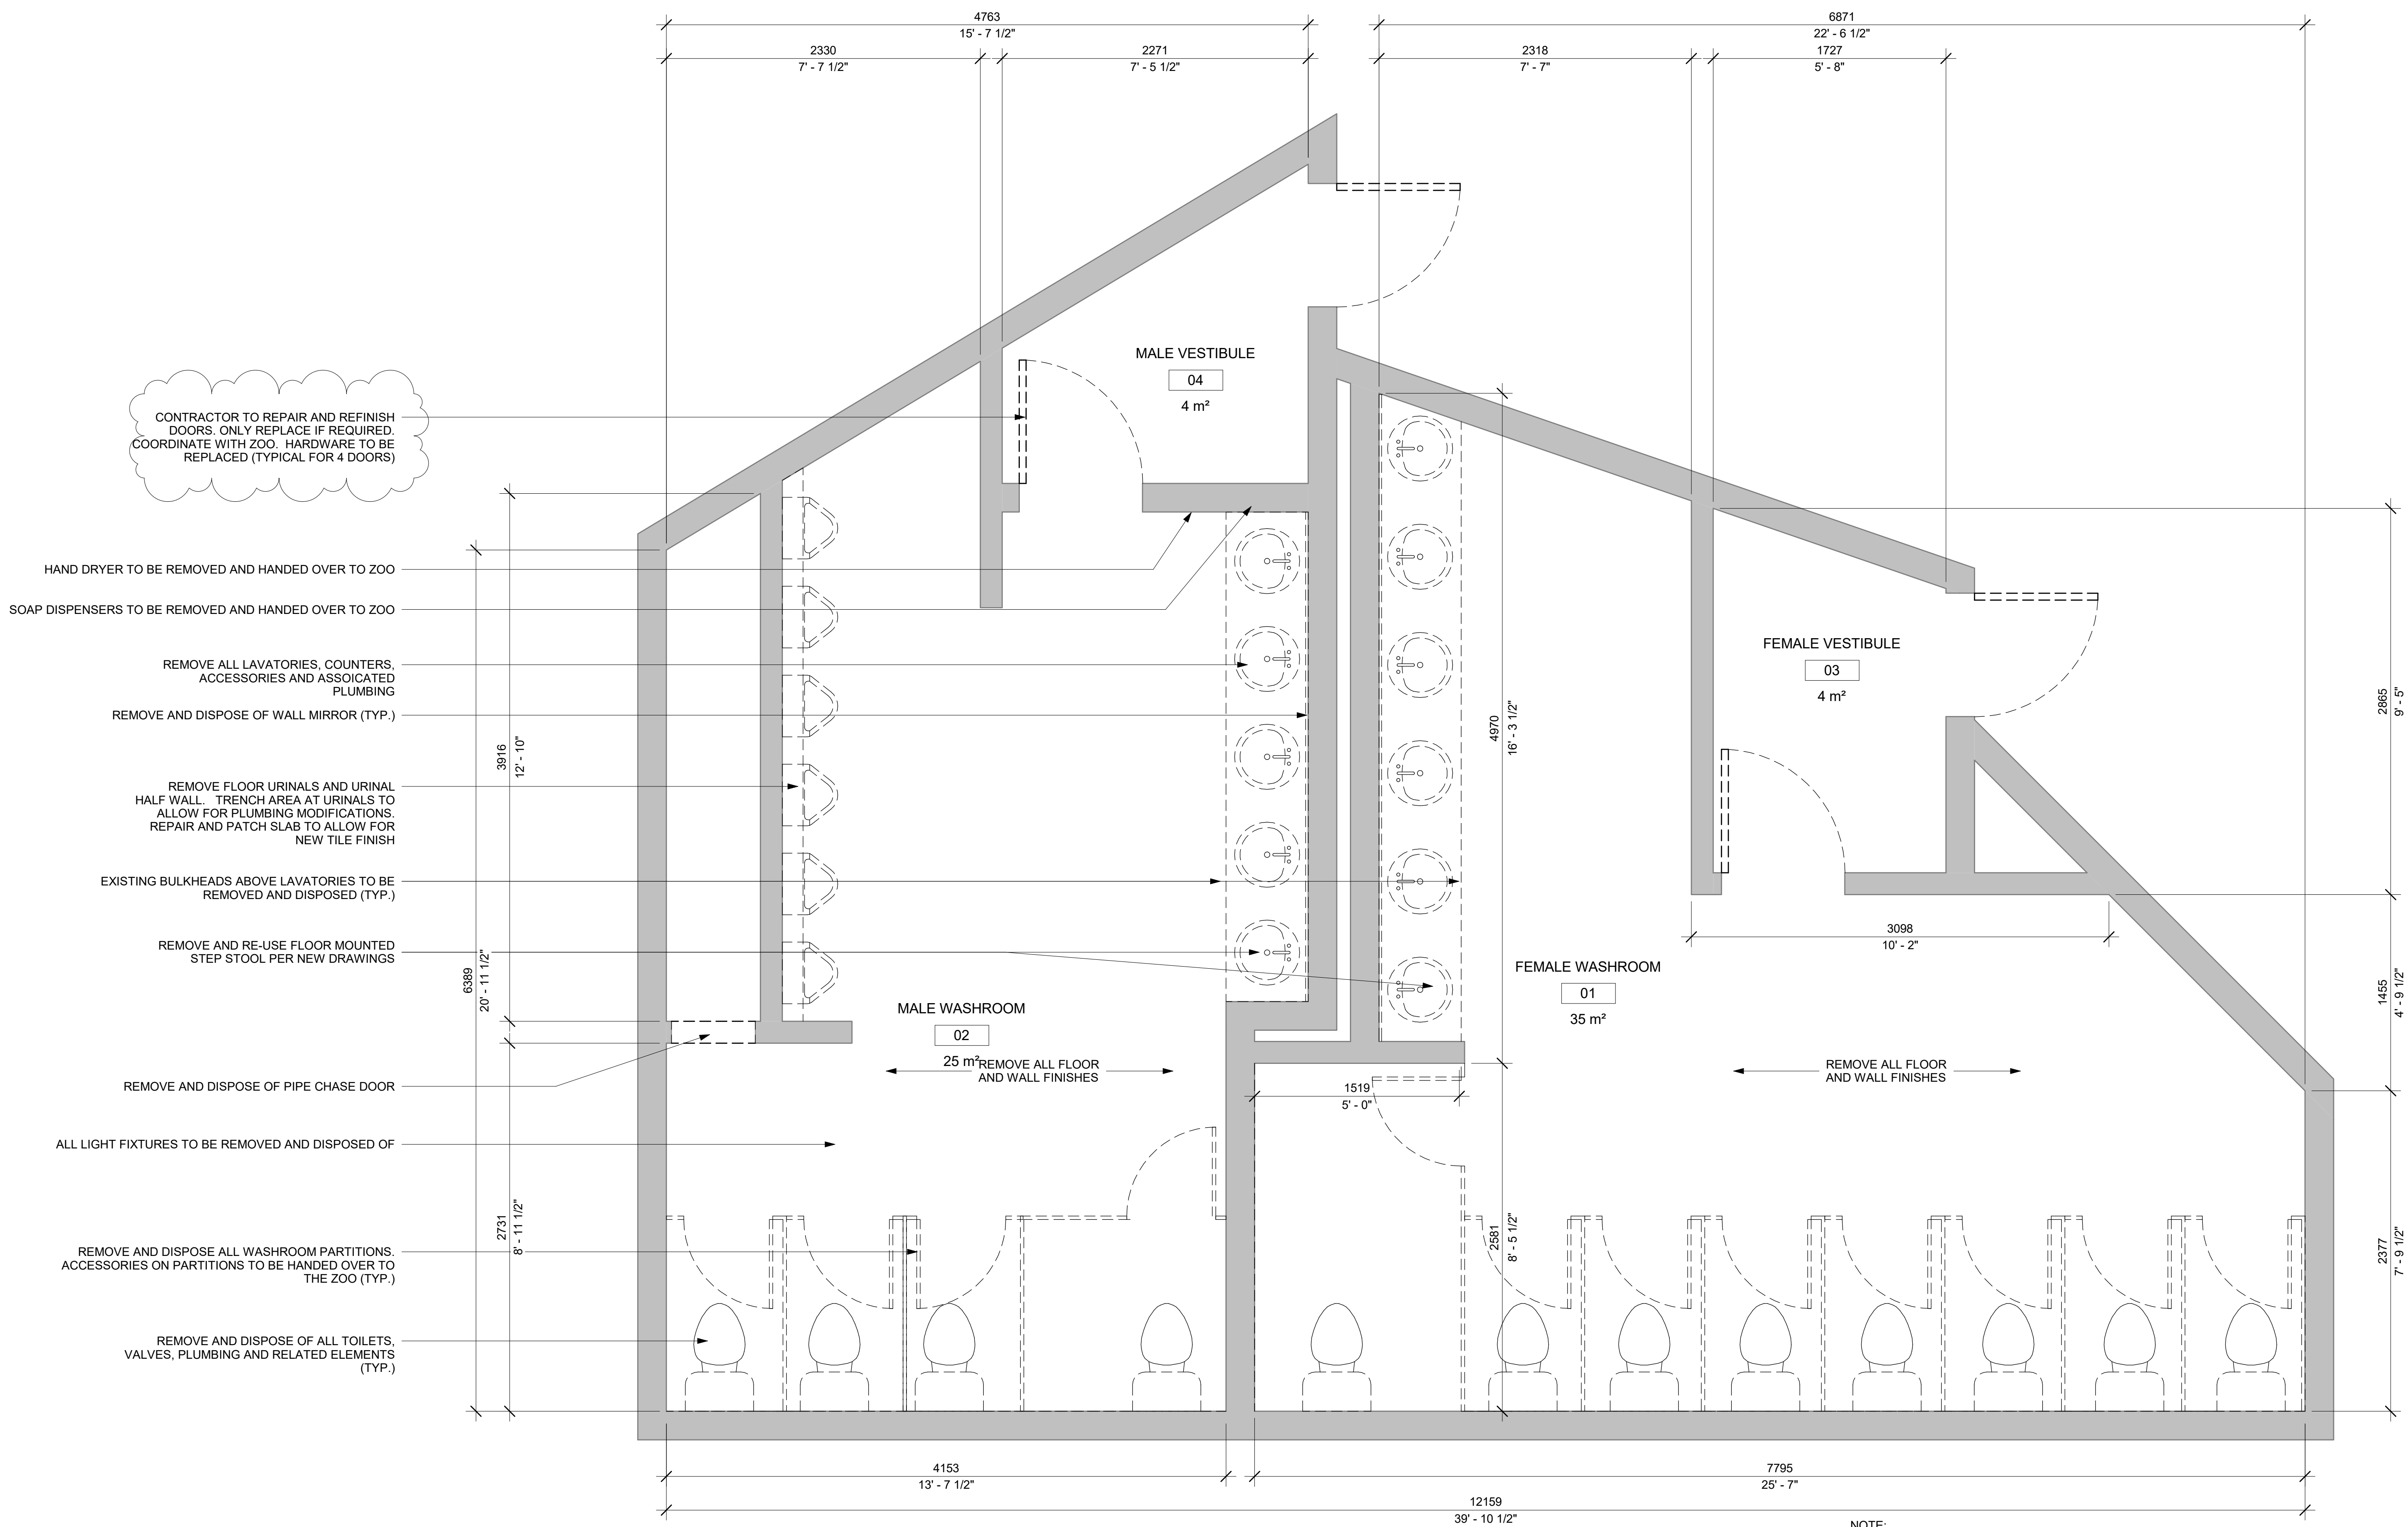 4763
15' - 7 1/2"
6871
22' - 6 1/2"
2330
7' - 7 1/2"
2271
7' - 5 1/2"
2318
7' - 7"
1727
5' - 8"
MALE VESTIBULE
04
4 m²
CONTRACTOR TO REPAIR AND REFINISH
DOORS. ONLY REPLACE IF REQUIRED.
COORDINATE WITH ZOO. HARDWARE TO BE
REPLACED (TYPICAL FOR 4 DOORS)
HAND DRYER TO BE REMOVED AND HANDED OVER TO ZOO
SOAP DISPENSERS TO BE REMOVED AND HANDED OVER TO ZOO
REMOVE ALL LAVATORIES, COUNTERS,
ACCESSORIES AND ASSOICATED
PLUMBING
REMOVE AND DISPOSE OF WALL MIRROR (TYP.)
REMOVE FLOOR URINALS AND URINAL
HALF WALL. TRENCH AREA AT URINALS TO
ALLOW FOR PLUMBING MODIFICATIONS.
REPAIR AND PATCH SLAB TO ALLOW FOR
NEW TILE FINISH
EXISTING BULKHEADS ABOVE LAVATORIES TO BE
REMOVED AND DISPOSED (TYP.)
REMOVE AND RE-USE FLOOR MOUNTED
STEP STOOL PER NEW DRAWINGS
REMOVE AND DISPOSE OF PIPE CHASE DOOR
ALL LIGHT FIXTURES TO BE REMOVED AND DISPOSED OF
REMOVE AND DISPOSE ALL WASHROOM PARTITIONS.
ACCESSORIES ON PARTITIONS TO BE HANDED OVER TO
THE ZOO (TYP.)
REMOVE AND DISPOSE OF ALL TOILETS,
VALVES, PLUMBING AND RELATED ELEMENTS
(TYP.)
6389
20' - 11 1/2"
3916
12' - 10"
2731
8' - 11 1/2"
MALE WASHROOM
02
25 m²
REMOVE ALL FLOOR
AND WALL FINISHES
4970
16' - 3 1/2"
2581
8' - 5 1/2"
1519
5' - 0"
FEMALE VESTIBULE
03
4 m²
3098
10' - 2"
FEMALE WASHROOM
01
35 m²
REMOVE ALL FLOOR
AND WALL FINISHES
2865
9' - 5"
1455
4' - 9 1/2"
2377
7' - 9 1/2"
4153
13' - 7 1/2"
7795
25' - 7"
12159
39' - 10 1/2"
NOTE: